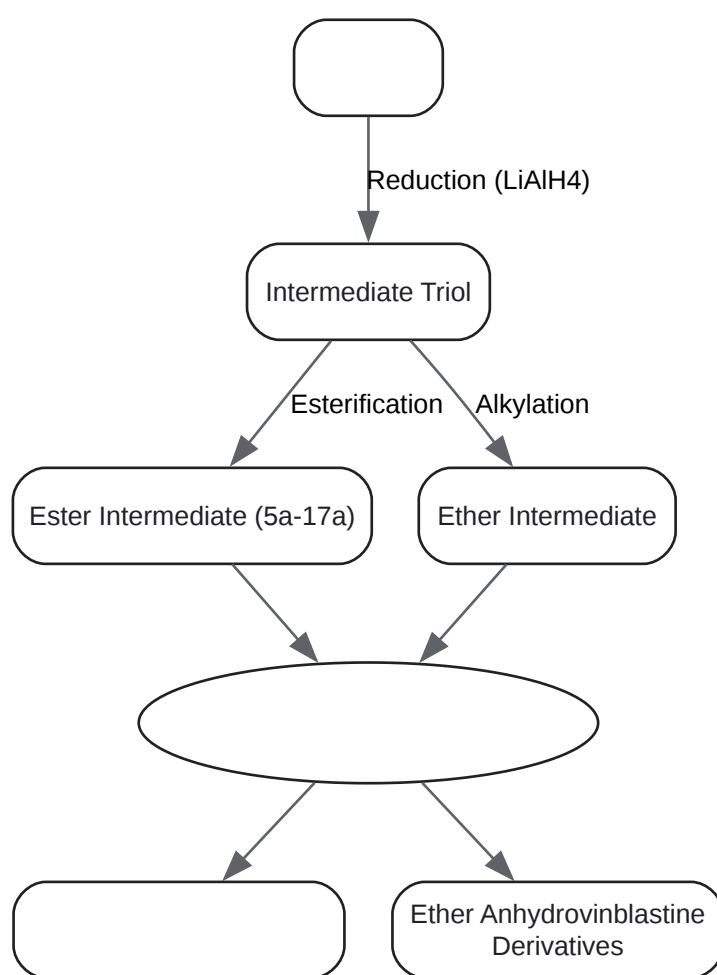 Reduction (LiAlH4)
Intermediate Triol
Esterification
Alkylation
Ester Intermediate (5a-17a)
Ether Intermediate
Ether Anhydrovinblastine
Derivatives